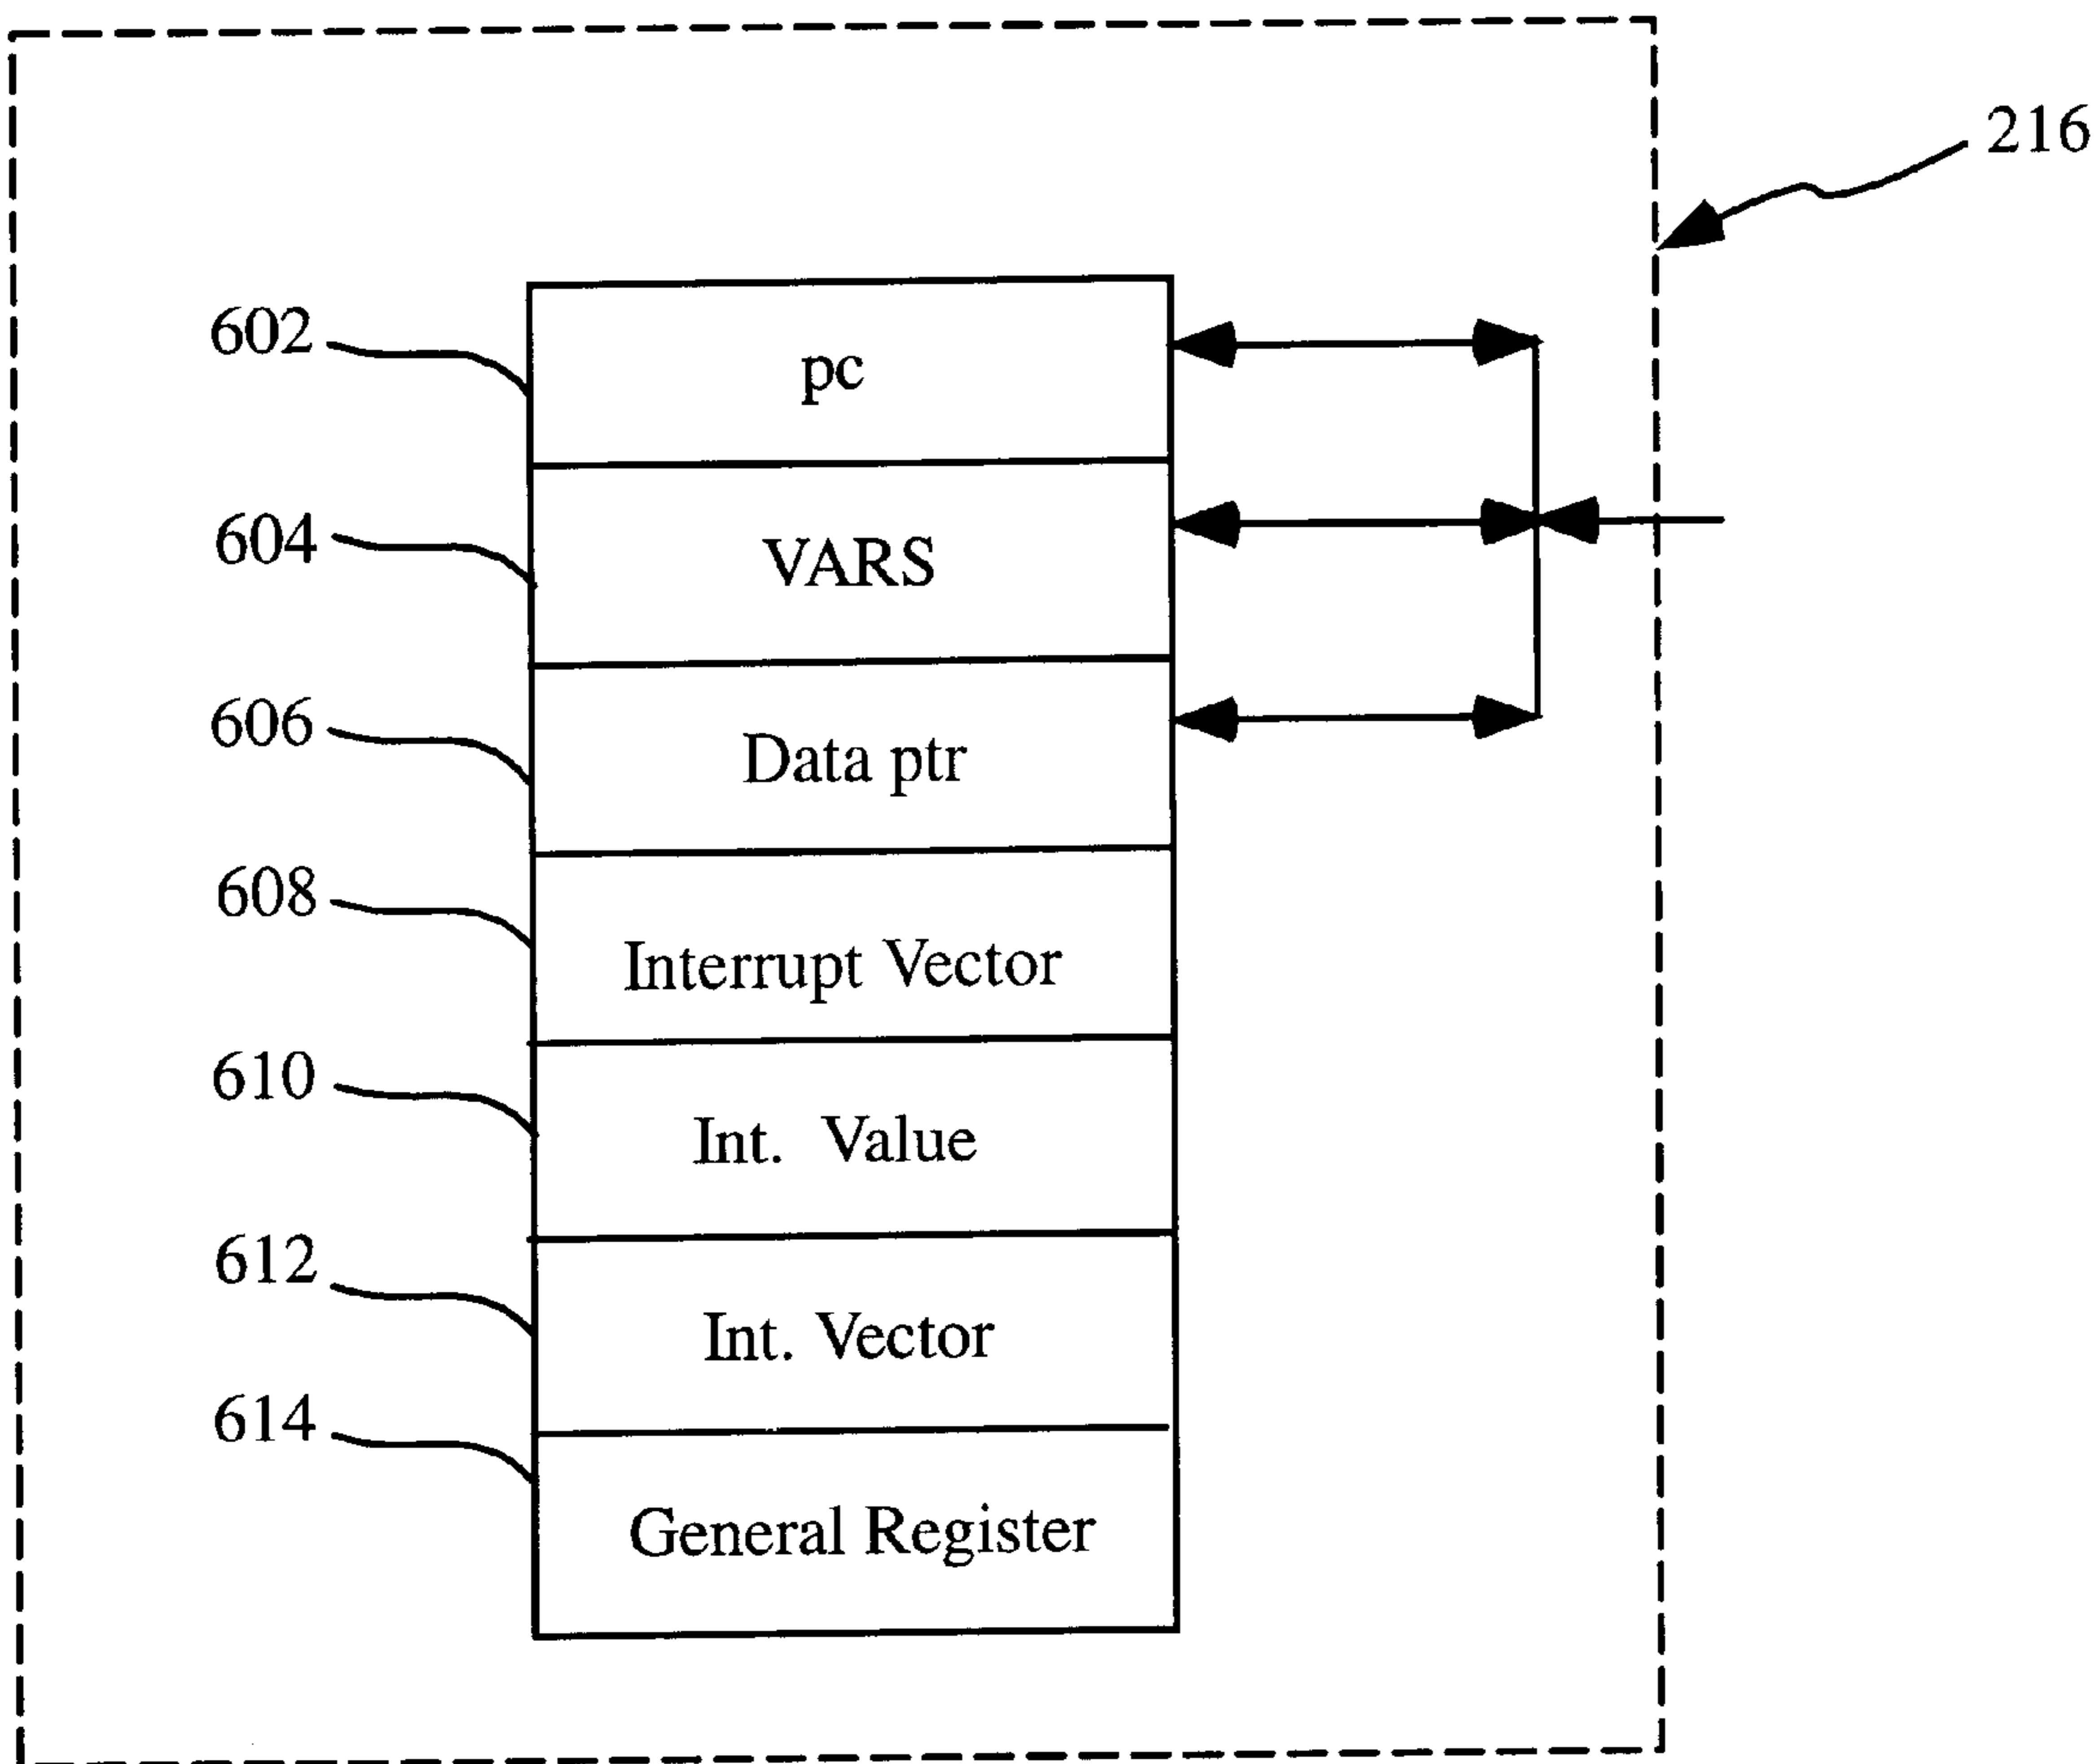 216
602
pc
604
VARS
606
Data ptr
608
Interrupt Vector
610
Int. Value
612
Int. Vector
614
General Register